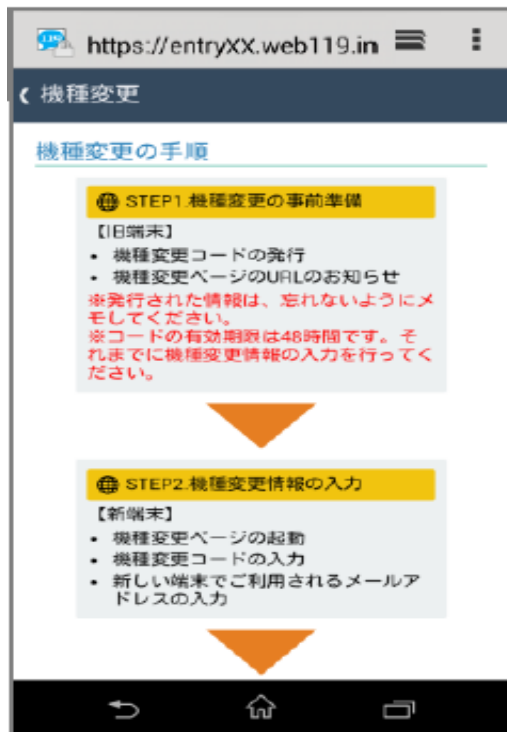 https://entryXX.web119.in
機種変更
機種変更の手順
STEP1.機種変更の事前準備
【旧端末】
• 機種変更コードの発行
• 機種変更ページのURLのお知らせ
※発行された情報は、忘れないようにメ
モしてください。
※コードの有効期限は48時間です。そ
れまでに機種変更情報の入力を行ってく
ださい。
STEP2.機種変更情報の入力
【新端末】
• 機種変更ページの起動
• 機種変更コードの入力
• 新しい端末でご利用されるメールア
ドレスの入力